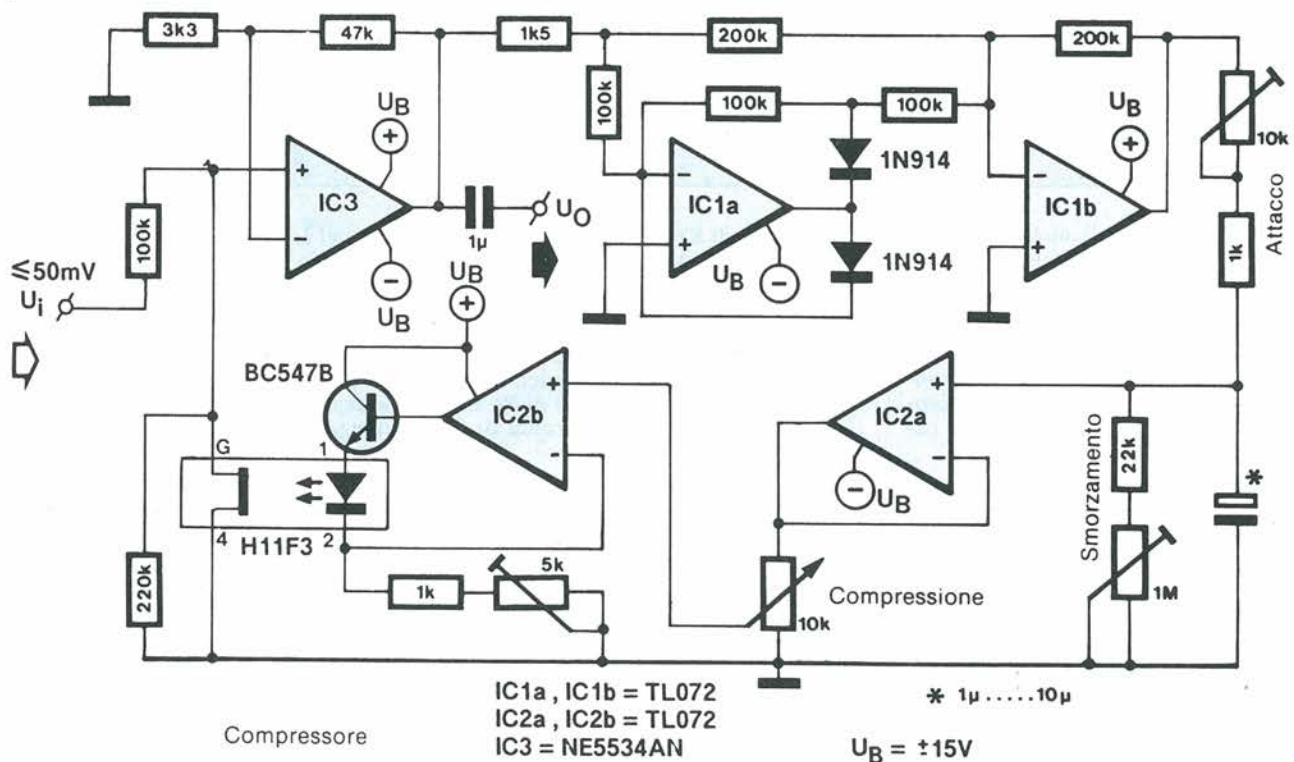 3k3
47k
1k5
200k
200k
100k
100k
100k
U_B
+
U_B
+
10k
Attacco
1N914
+
-
IC3
U_O
1µ
-
+
IC1a
-
+
IC1b
100k
1k
≤50mV
U_i
-
U_B
U_B
+
U_B
-
1N914
BC547B
IC2b
+
-
+
-
IC2a
-
U_B
Smorzamento
22k
*
G
1
4
H11F3
2
220k
1k
5k
10k
Compressione
1M
IC1a , IC1b = TL072
IC2a , IC2b = TL072
IC3 = NE5534AN
* 1µ.....10µ
U_B = ±15V
Compressore